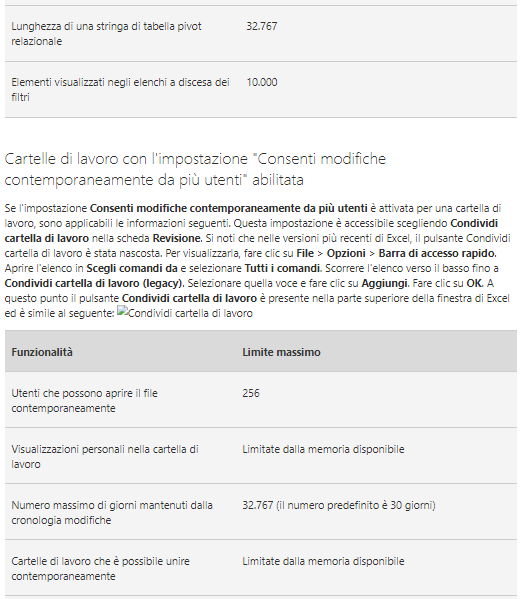 Lunghezza di una stringa di tabella pivot 32.767
relazionale
Elementi visualizzati negli elenchi a discesa dei 10.000
filtri
Cartelle di lavoro con l'impostazione "Consenti modifiche
contemporaneamente da più utenti" abilitata
Se l'impostazione Consenti modifiche contemporaneamente da più utenti è attivata per una cartella di
lavoro, sono applicabili le informazioni seguenti. Questa impostazione è accessibile scegliendo Condividi
cartella di lavoro nella scheda Revisione. Si noti che nelle versioni più recenti di Excel, il pulsante Condividi
cartella di lavoro è stata nascosta. Per visualizzarla, fare clic su File > Opzioni > Barra di accesso rapido.
Aprire l'elenco in Scegli comandi da e selezionare Tutti i comandi. Scorrere l'elenco verso il basso fino a
Condividi cartella di lavoro (legacy). Selezionare quella voce e fare clic su Aggiungi. Fare clic su OK. A
questo punto il pulsante Condividi cartella di lavoro è presente nella parte superiore della finestra di Excel
ed è simile al seguente: Condividi cartella di lavoro
Funzionalità Limite massimo
Utenti che possono aprire il file 256
contemporaneamente
Visualizzazioni personali nella cartella di Limitate dalla memoria disponibile
lavoro
Numero massimo di giorni mantenuti dalla 32.767 (il numero predefinito è 30 giorni)
cronologia modifiche
Cartelle di lavoro che è possibile unire Limitate dalla memoria disponibile
contemporaneamente